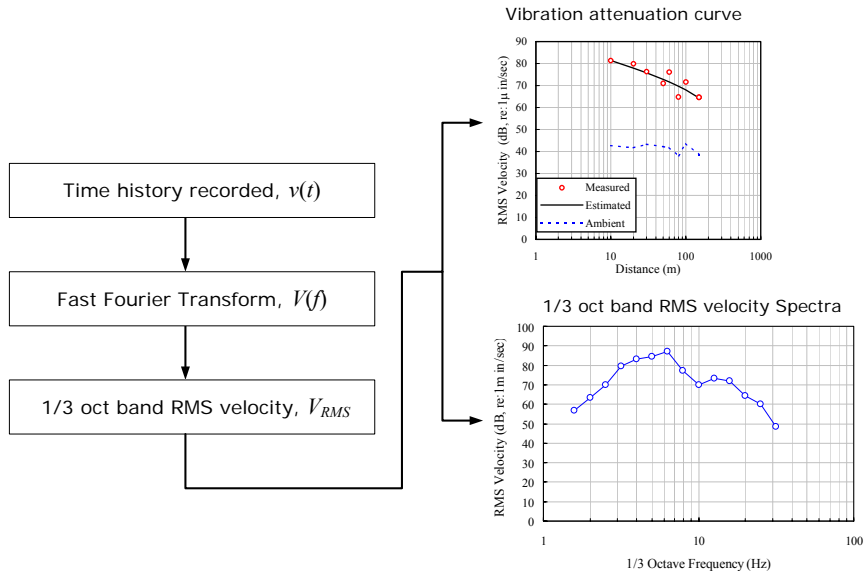 Vibration attenuation curve
90
80
70
60
50
40
30
20
10
0
RMS Velocity (dB, re:1μ in/sec)
Measured
Estimated
Ambient
1
10
100
1000
Distance (m)
Time history recorded, v(t)
Fast Fourier Transform, V(f)
1/3 oct band RMS velocity, VRMS
1/3 oct band RMS velocity Spectra
100
90
80
70
60
50
40
30
20
10
0
RMS Velocity (dB, re:1m in/sec)
1
10
100
1/3 Octave Frequency (Hz)